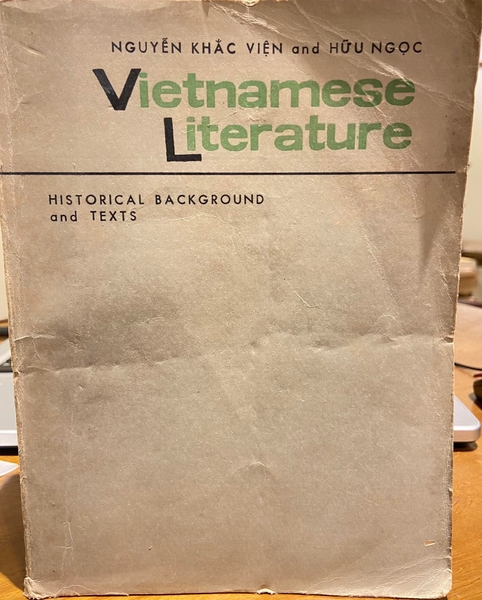 NGUYỄN KHẮC VIỆN and HỮU NGỌC
Vietnamese
Literature
HISTORICAL BACKGROUND
and TEXTS